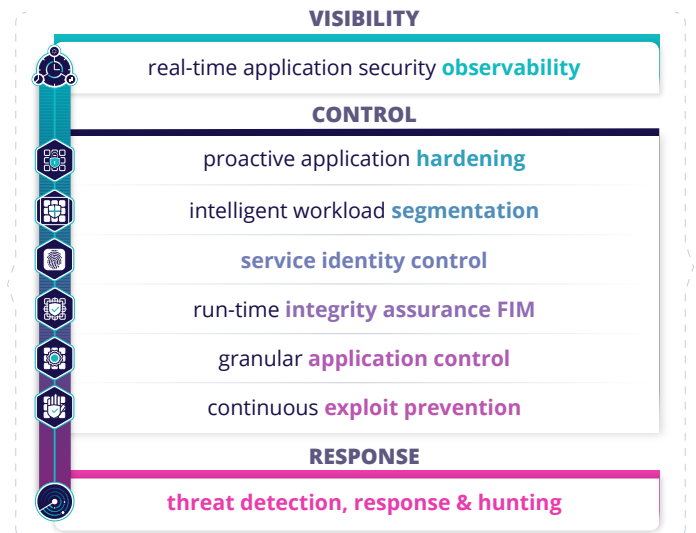 VISIBILITY
real-time application security observability
CONTROL
proactive application hardening
intelligent workload segmentation
service identity control
run-time integrity assurance FIM
granular application control
continuous exploit prevention
RESPONSE
threat detection, response & hunting